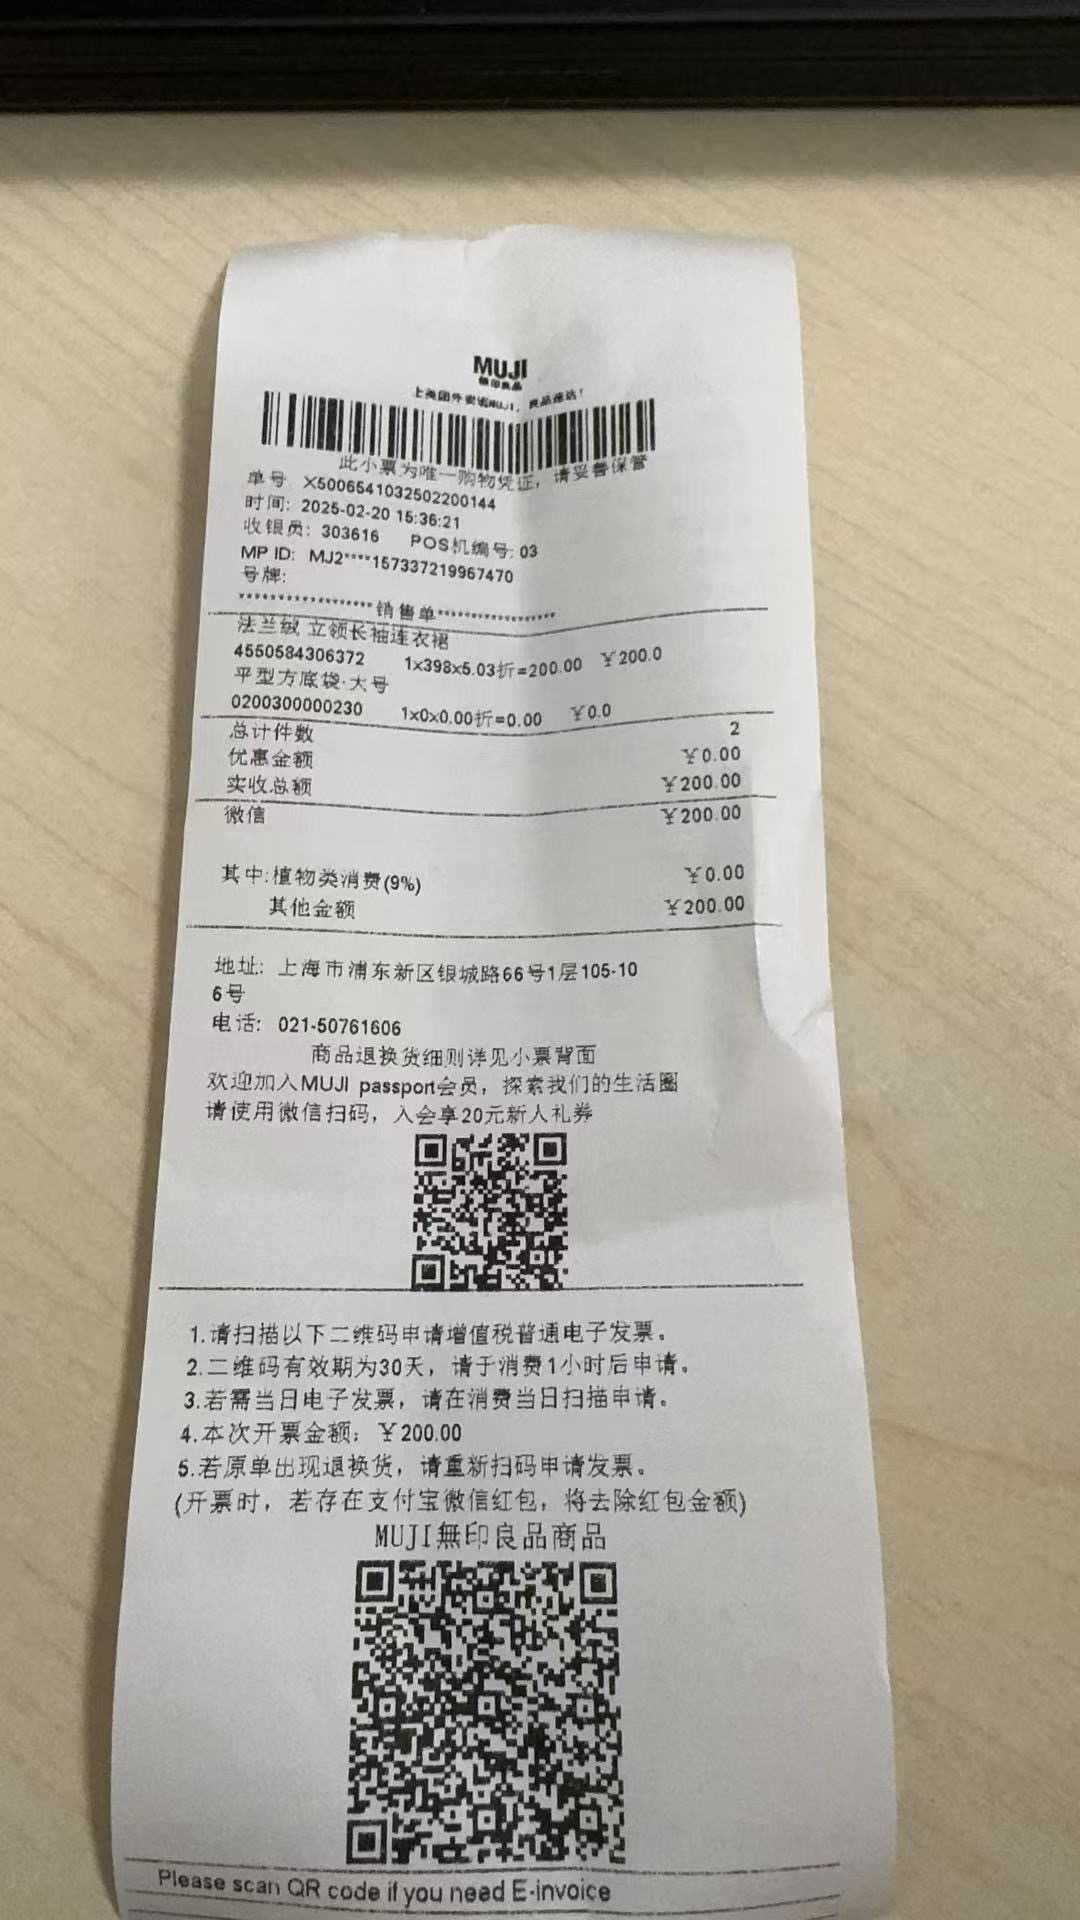 MUJI
無印良品
上美团外卖逛MUJI，良品速达！
此小票为唯一购物凭证，请妥善保管
单号 X5006541032502200144
时间: 2025-02-20 15:36:21
收银员: 303616 POS机编号: 03
MP ID: MJ2****157337219967470
号牌:
******************销售单****************
法兰绒 立领长袖连衣裙
4550584306372 1x398x5.03折=200.00 ¥200.0
平型方底袋·大号
0200300000230 1x0x0.00折=0.00 ¥0.0
总计件数 2
优惠金额 ¥0.00
实收总额 ¥200.00
微信 ¥200.00
其中:植物类消费(9%) ¥0.00
其他金额 ¥200.00
地址: 上海市浦东新区银城路66号1层105-10
6号
电话: 021-50761606
商品退换货细则详见小票背面
欢迎加入MUJI passport会员，探索我们的生活圈
请使用微信扫码，入会享20元新人礼券
1.请扫描以下二维码申请增值税普通电子发票。
2.二维码有效期为30天，请于消费1小时后申请。
3.若需当日电子发票，请在消费当日扫描申请。
4.本次开票金额: ¥200.00
5.若原单出现退换货，请重新扫码申请发票。
(开票时，若存在支付宝微信红包，将去除红包金额)
MUJI無印良品商品
Please scan QR code if you need E-invoice